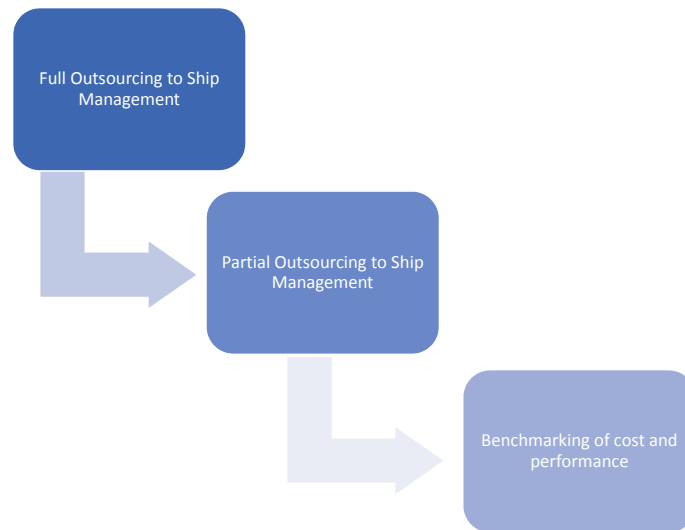 Full Outsourcing to Ship
Management
Partial Outsourcing to Ship
Management
Benchmarking of cost and
performance